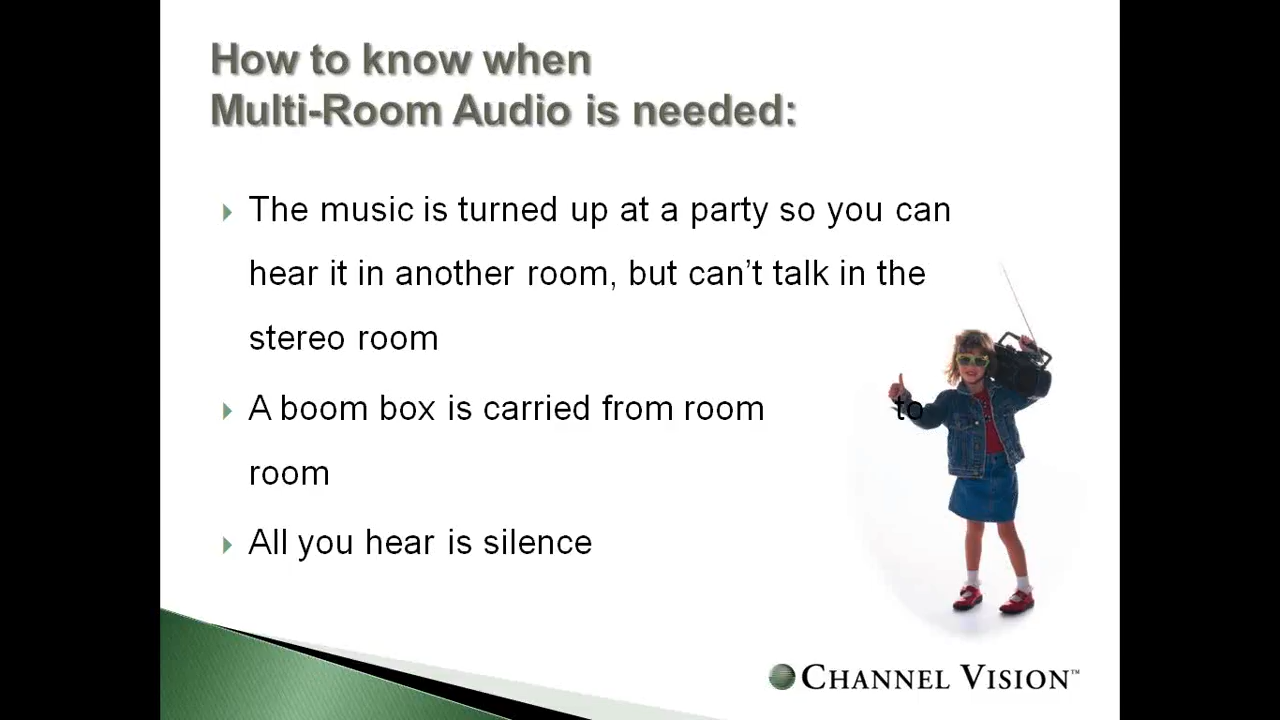 How to know when
Multi-Room Audio is needed:
The music is turned up at a party so you can
hear it in another room, but can’t talk in the
stereo room
A boom box is carried from room to
room
All you hear is silence
CHANNEL VISION™